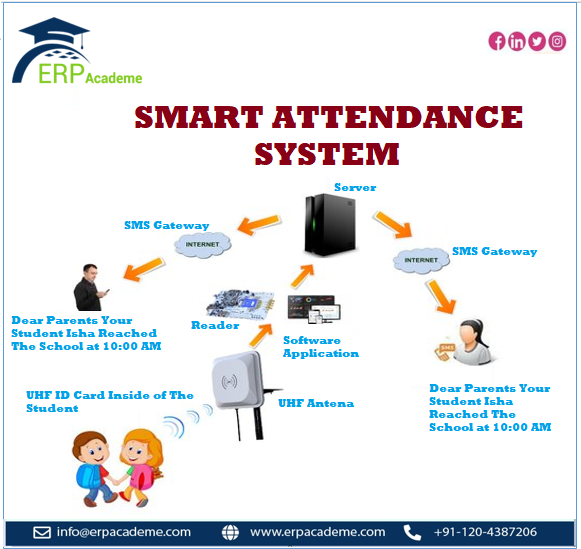 ERP Academe
SMART ATTENDANCE
SYSTEM
Server
SMS Gateway
INTERNET
SMS Gateway
INTERNET
Dear Parents Your
Student Isha Reached
The School at 10:00 AM
Reader
Software
Application
SMS
Dear Parents Your
Student Isha
Reached The
School at 10:00 AM
UHF ID Card Inside of The
Student
UHF Antena
info@erpacademe.com
www.erpacademe.com
+91-120-4387206